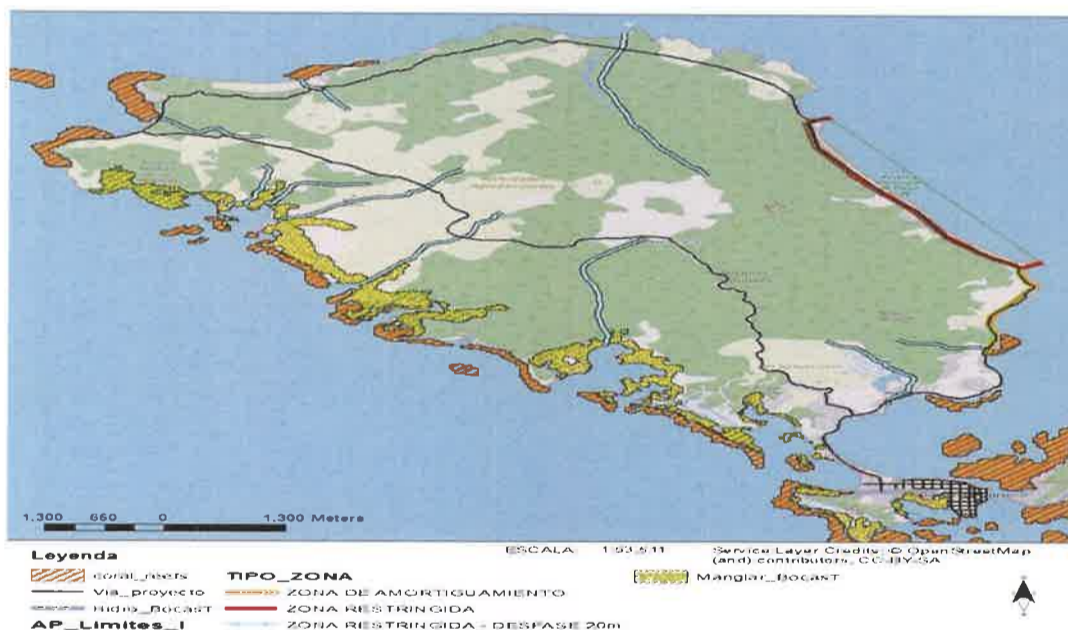 1,300 650 0 1,300 Meters
ESCALA 1:53,511
Service Layer Credits: © OpenStreetMap
(and) contributors, CC-BY-SA
Leyenda
coral_reefs
TIPO_ZONA
Manglar_BocasT
Via_proyecto
ZONA DE AMORTIGUAMIENTO
Hidro_BocasT
ZONA RESTRINGIDA
AP_Limites_I
ZONA RESTRINGIDA - DESFASE 20m